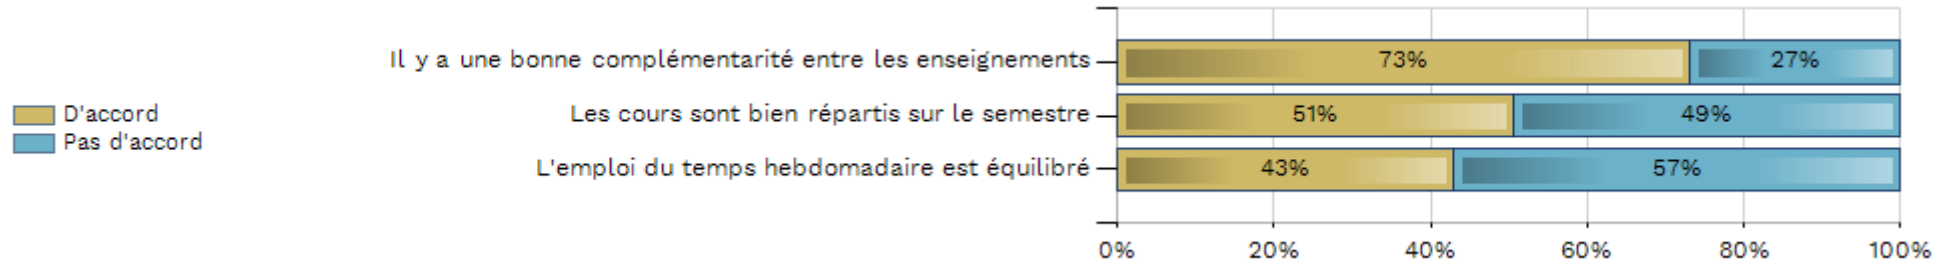 Il y a une bonne complémentarité entre les enseignements 73% 27%
D'accord
Les cours sont bien répartis sur le semestre 51% 49%
Pas d'accord
L'emploi du temps hebdomadaire est équilibré 43% 57%
0% 20% 40% 60% 80% 100%